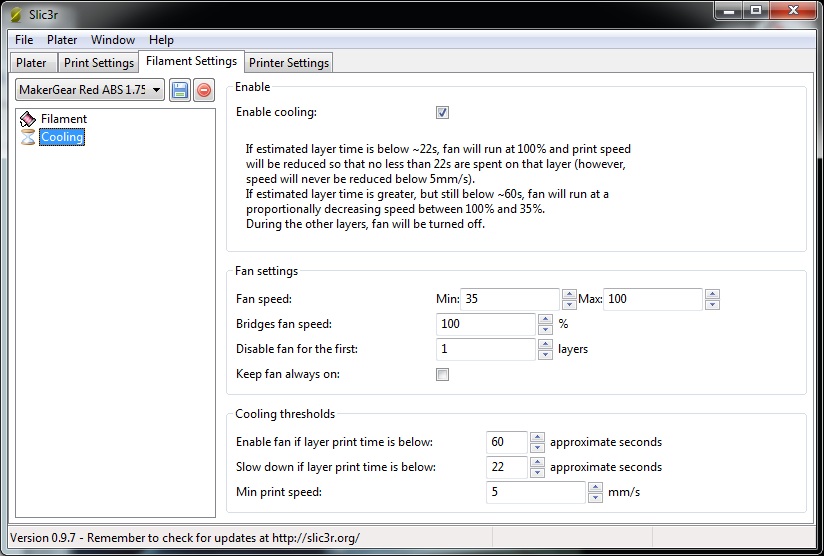 Slic3r
File Plater Window Help
Plater Print Settings Filament Settings Printer Settings
MakerGear Red ABS 1.75
Filament
Cooling
Enable
Enable cooling:
If estimated layer time is below ~22s, fan will run at 100% and print speed
will be reduced so that no less than 22s are spent on that layer (however,
speed will never be reduced below 5mm/s).
If estimated layer time is greater, but still below ~60s, fan will run at a
proportionally decreasing speed between 100% and 35%.
During the other layers, fan will be turned off.
Fan settings
Fan speed: Min: 35 Max: 100
Bridges fan speed: 100 %
Disable fan for the first: 1 layers
Keep fan always on:
Cooling thresholds
Enable fan if layer print time is below: 60 approximate seconds
Slow down if layer print time is below: 22 approximate seconds
Min print speed: 5 mm/s
Version 0.9.7 - Remember to check for updates at http://slic3r.org/